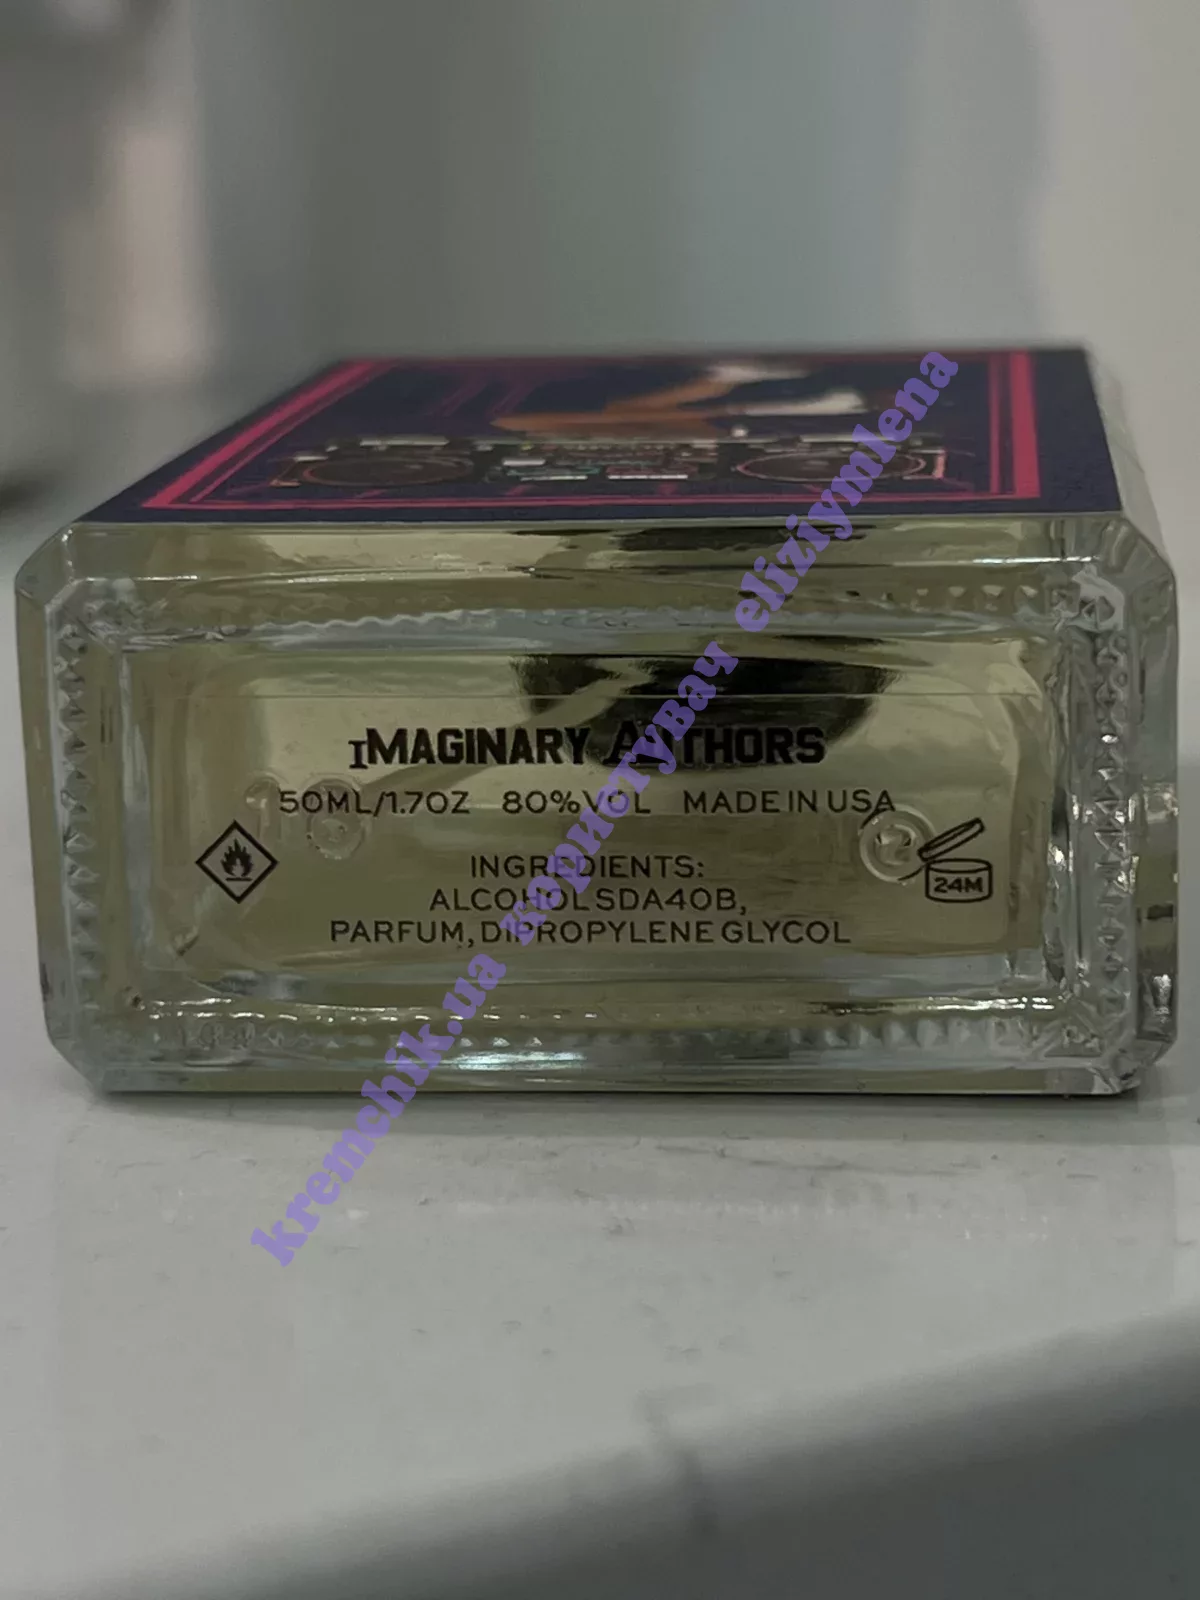 IMAGINARY AUTHORS
50ML/1.7OZ 80% VOL MADE IN USA
INGREDIENTS:
ALCOHOL SDA40B,
PARFUM, DIPROPYLENE GLYCOL
2
24M
kremchik.ua користувач eliziymlena